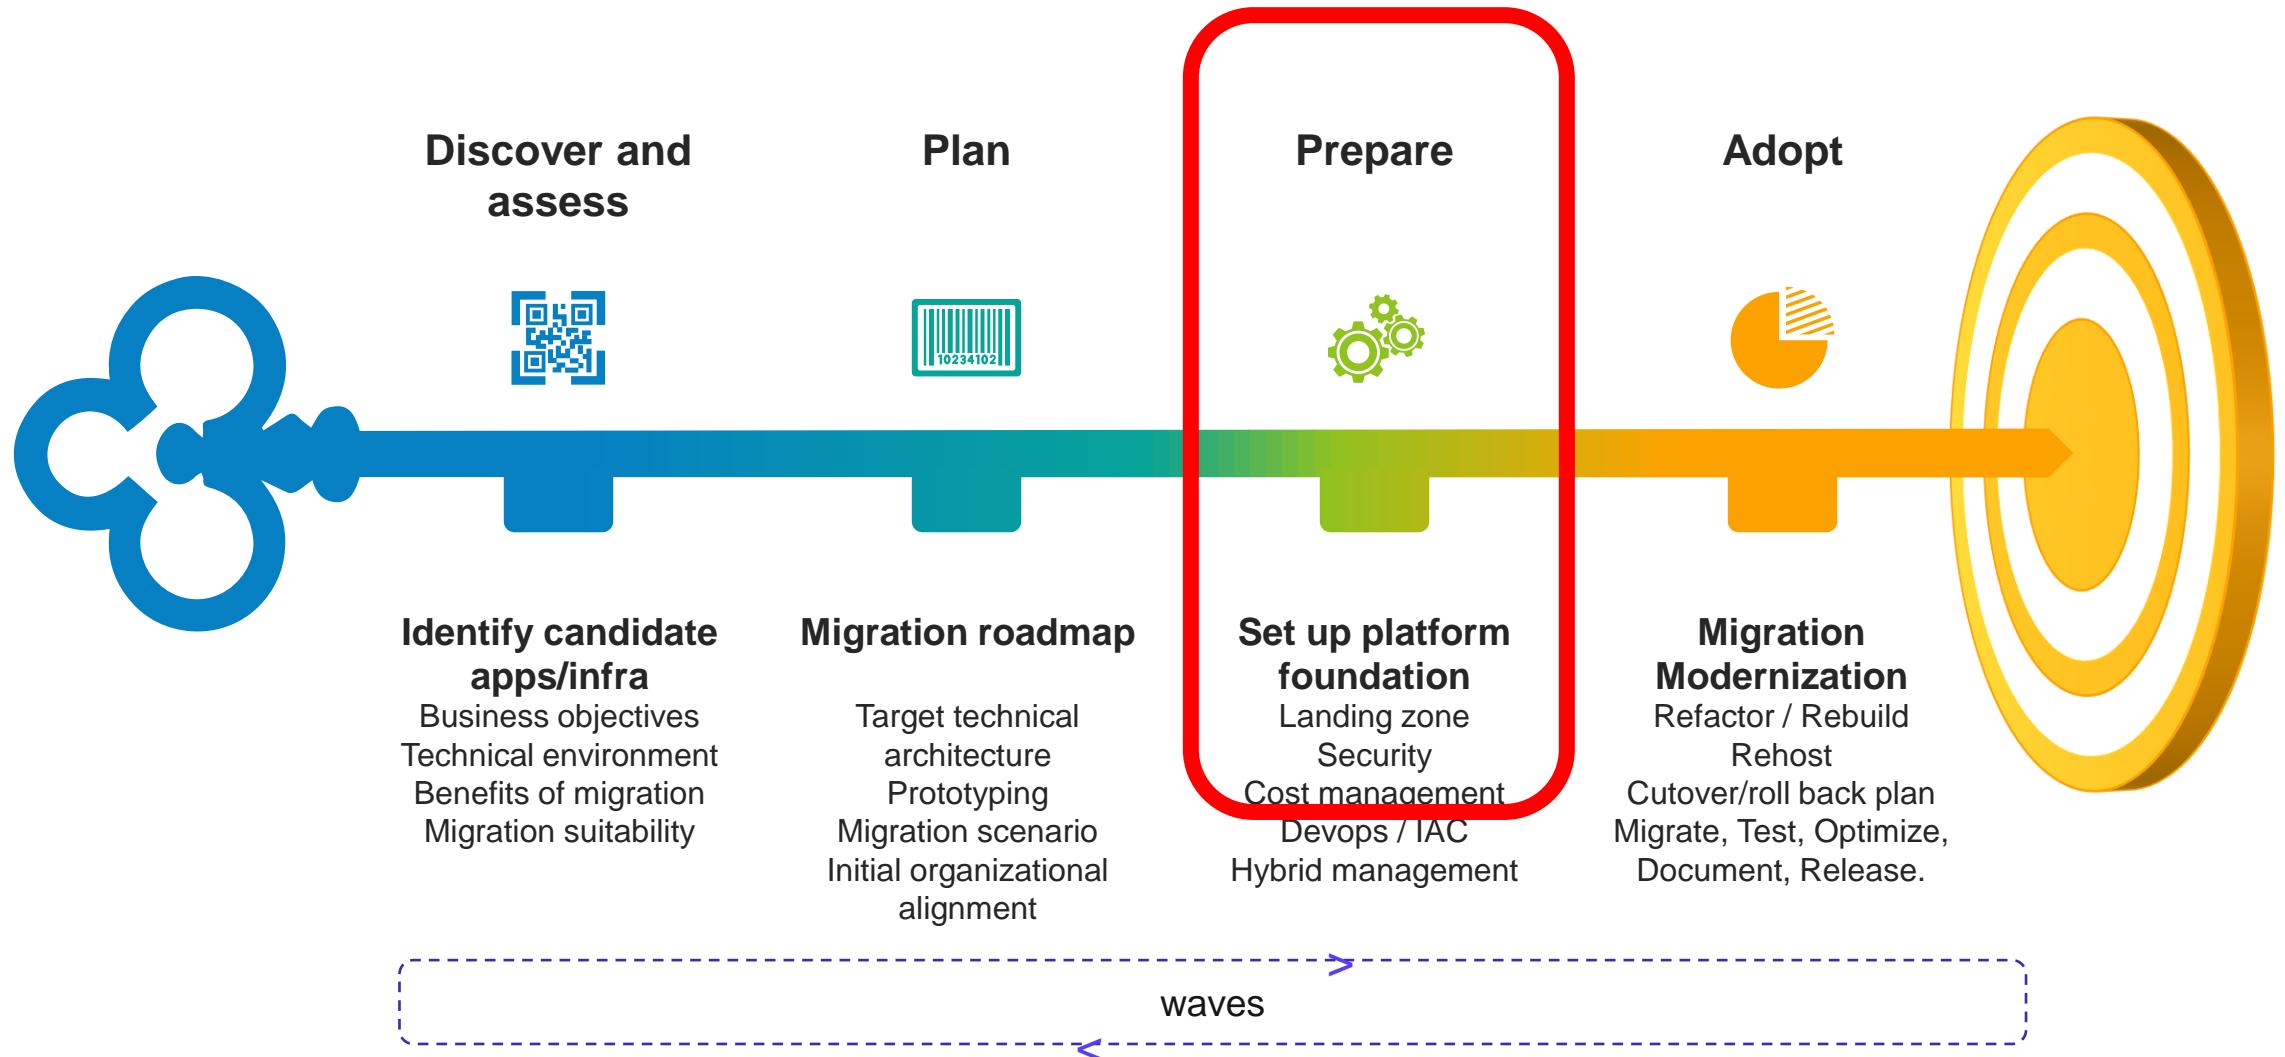 Discover and
assess
Plan
Prepare
Adopt
10234102
Identify candidate
apps/infra
Business objectives
Technical environment
Benefits of migration
Migration suitability
Migration roadmap
Target technical
architecture
Prototyping
Migration scenario
Initial organizational
alignment
Set up platform
foundation
Landing zone
Security
Cost management
Devops / IAC
Hybrid management
Migration
Modernization
Refactor / Rebuild
Rehost
Cutover/roll back plan
Migrate, Test, Optimize,
Document, Release.
>
waves
<